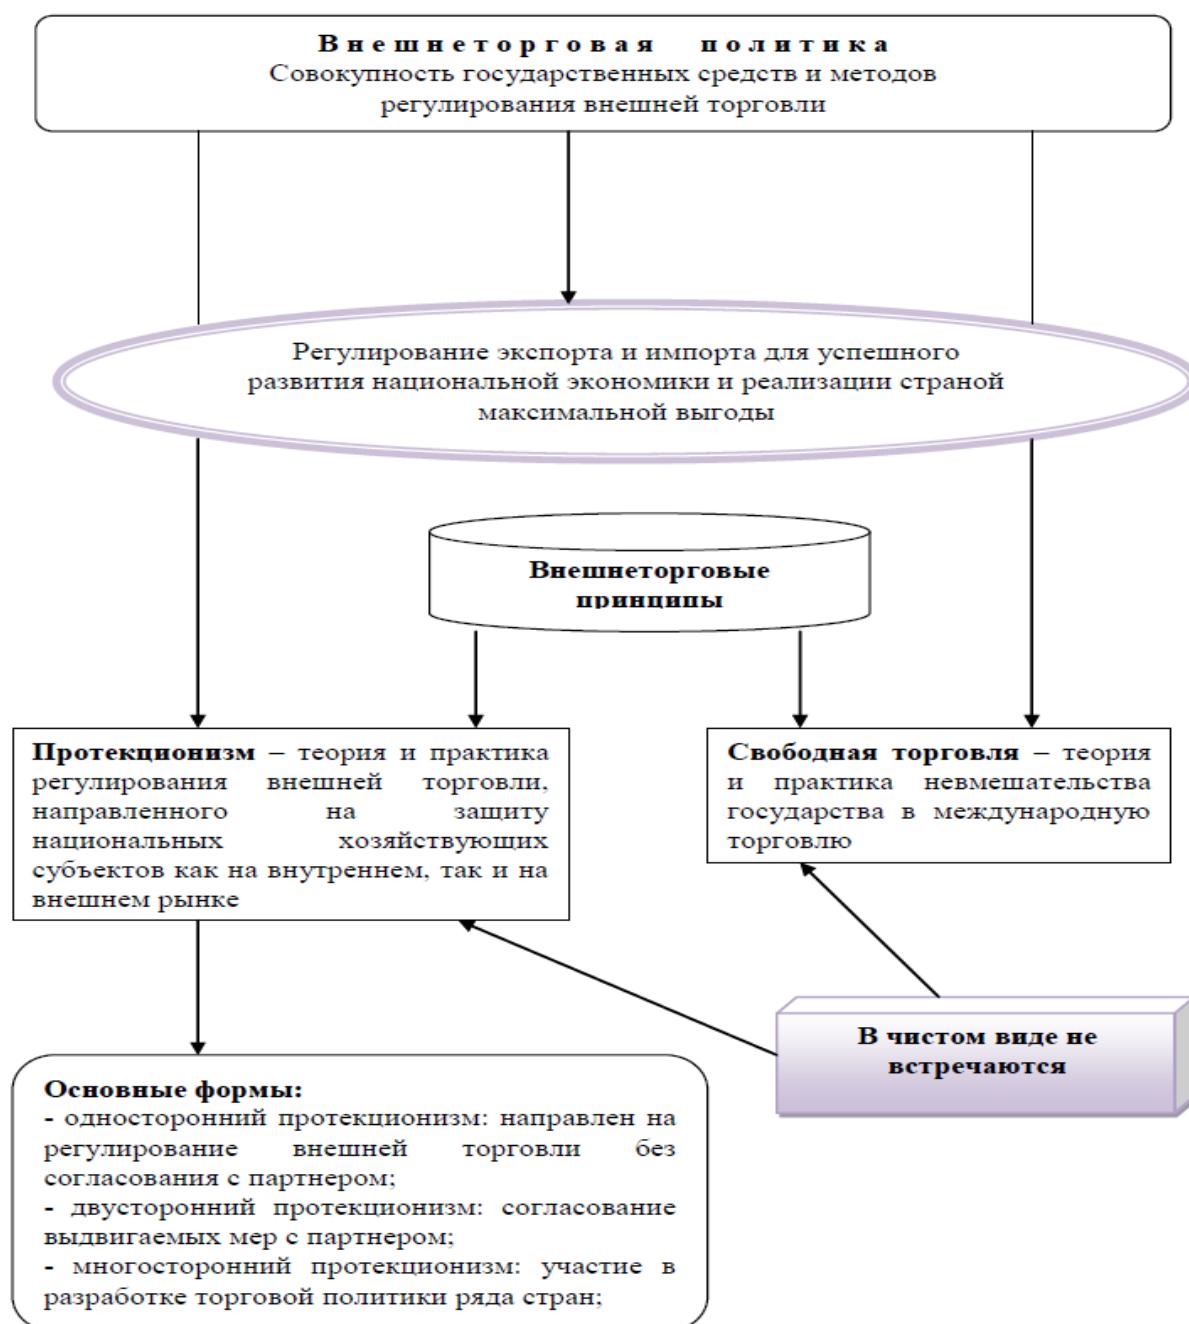 Внешнеторговая политика
Совокупность государственных средств и методов
регулирования внешней торговли
Регулирование экспорта и импорта для успешного
развития национальной экономики и реализации страной
максимальной выгоды
Внешнеторговые
принципы
Протекционизм – теория и практика
регулирования внешней торговли,
направленного на защиту
национальных хозяйствующих
субъектов как на внутреннем, так и на
внешнем рынке
Свободная торговля – теория
и практика невмешательства
государства в международную
торговлю
В чистом виде не
встречаются
Основные формы:
- односторонний протекционизм: направлен на
регулирование внешней торговли без
согласования с партнером;
- двусторонний протекционизм: согласование
выдвигаемых мер с партнером;
- многосторонний протекционизм: участие в
разработке торговой политики ряда стран;